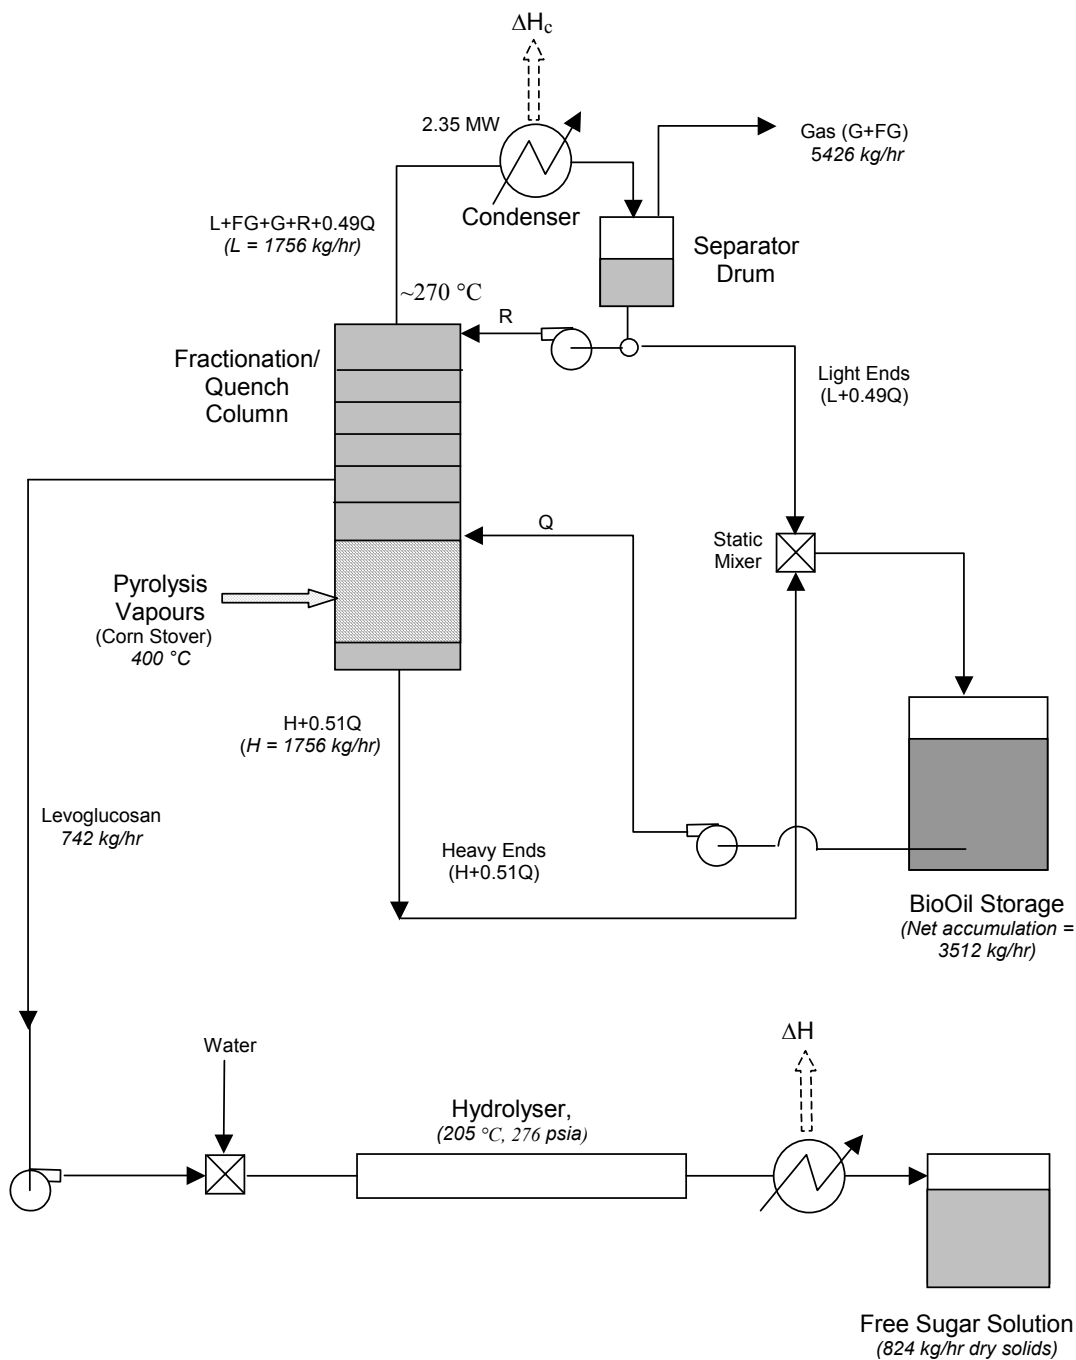 ΔHc
2.35 MW
Condenser
Gas (G+FG)
5426 kg/hr
L+FG+G+R+0.49Q
(L = 1756 kg/hr)
Separator
Drum
~270 °C
R
Fractionation/
Quench
Column
Light Ends
(L+0.49Q)
Q
Static
Mixer
Pyrolysis
Vapours
(Corn Stover)
400 °C
H+0.51Q
(H = 1756 kg/hr)
Levoglucosan
742 kg/hr
Heavy Ends
(H+0.51Q)
BioOil Storage
(Net accumulation =
3512 kg/hr)
Water
ΔH
Hydrolyser,
(205 °C, 276 psia)
Free Sugar Solution
(824 kg/hr dry solids)